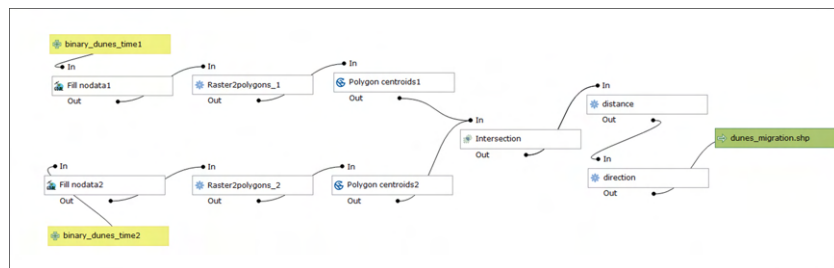 binary_dunes_time1
In
In
In
Fill nodata1
Raster2polygons_1
Polygon centroids1
Out
Out
Out
In
In
distance
Out
Intersection
Out
dunes_migration.shp
In
direction
Out
In
In
In
Fill nodata2
Raster2polygons_2
Polygon centroids2
Out
Out
Out
binary_dunes_time2